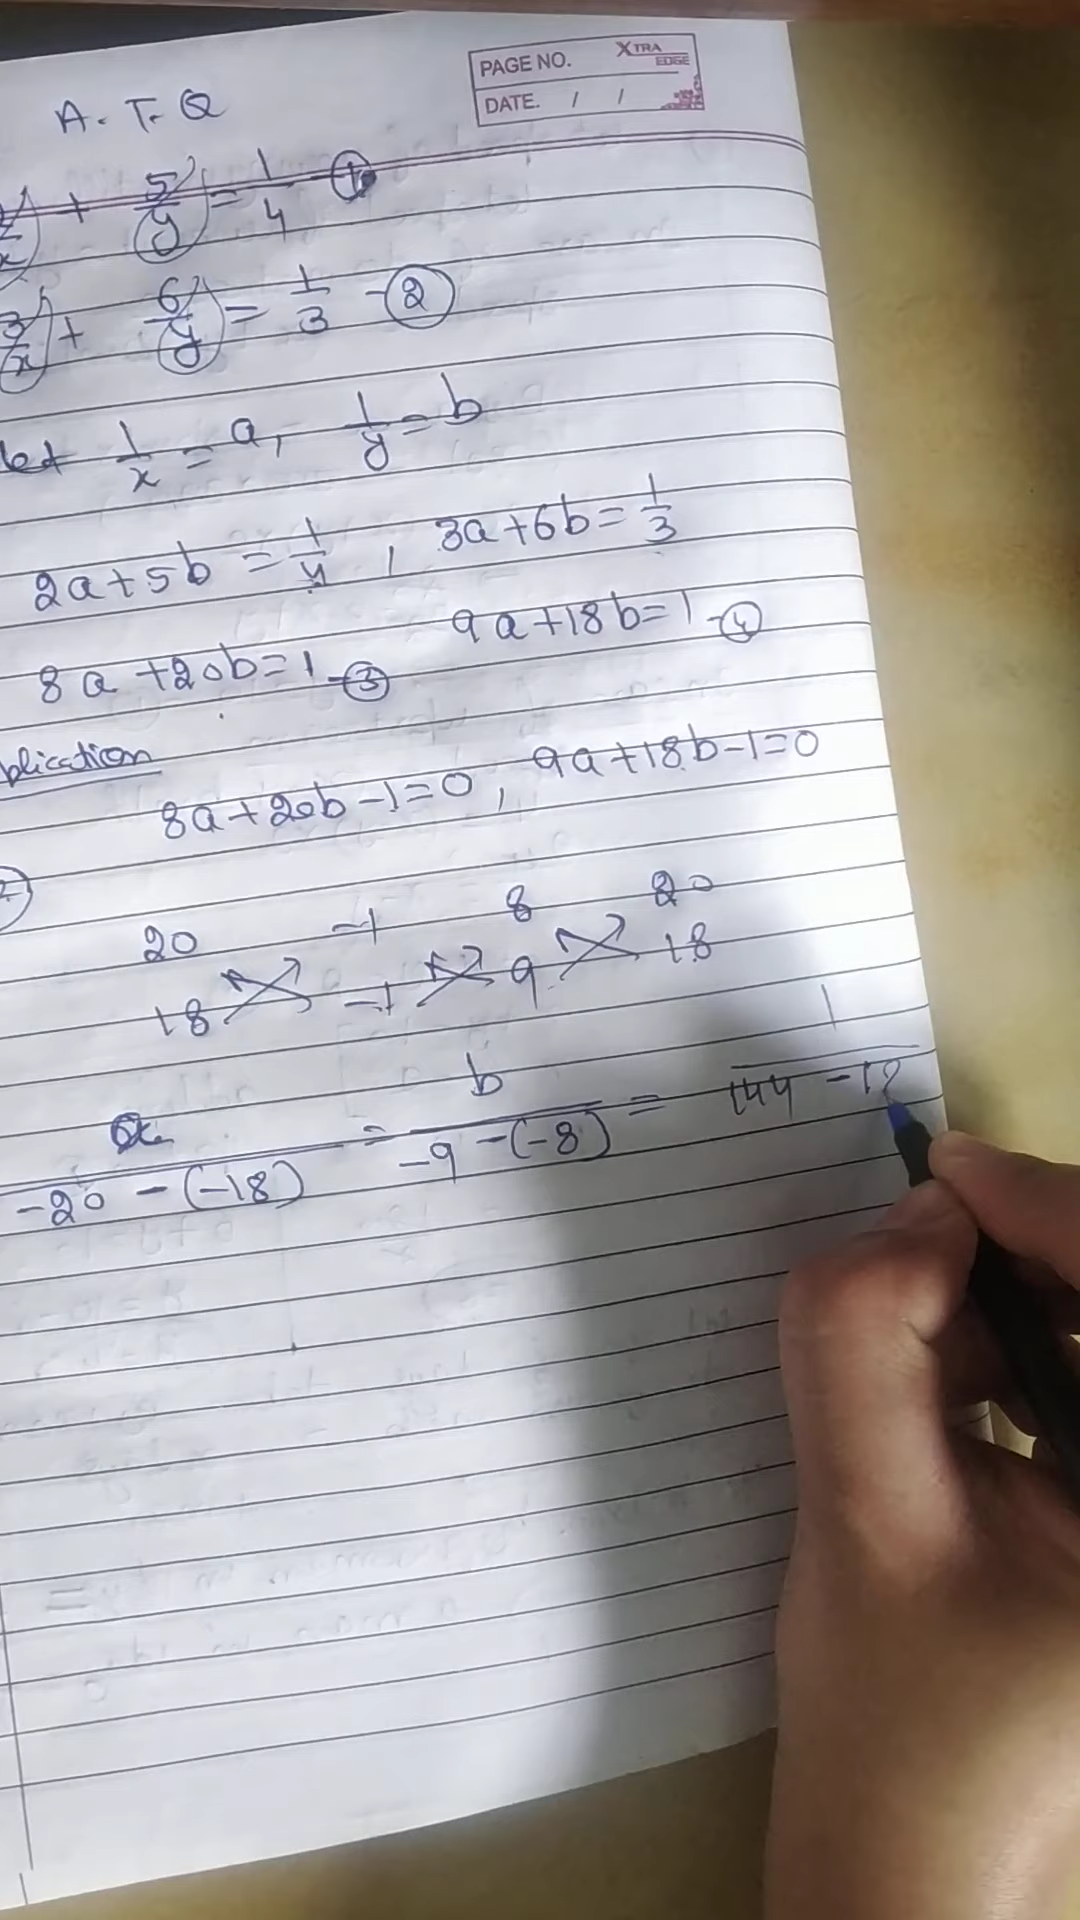 PAGE NO. XTRA EDGE
DATE. / /
A. T. Q
2/x + 5/y = 1/4 - ①
3/x + 6/y = 1/3 - ②
let 1/x = a, 1/y = b
2a+5b = 1/4 , 3a+6b = 1/3
8a+20b=1 - ③ 9a+18b=1 - ④
plication
8a+20b-1=0, 9a+18b-1=0
20 -1 8 20
18 -1 9 18
a/(-20-(-18)) = b/(-9-(-8)) = 1/(144-18